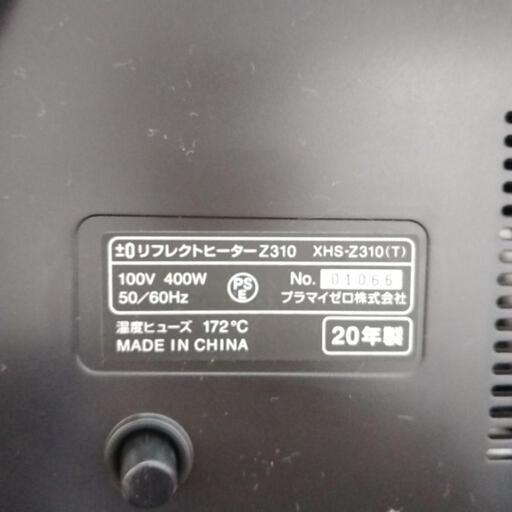 ±0 リフレクトヒーター Z310 XHS-Z310(T)
100V 400W
50/60Hz
PS
E
No. 01066
プラマイゼロ株式会社
温度ヒューズ 172℃
MADE IN CHINA
20年製